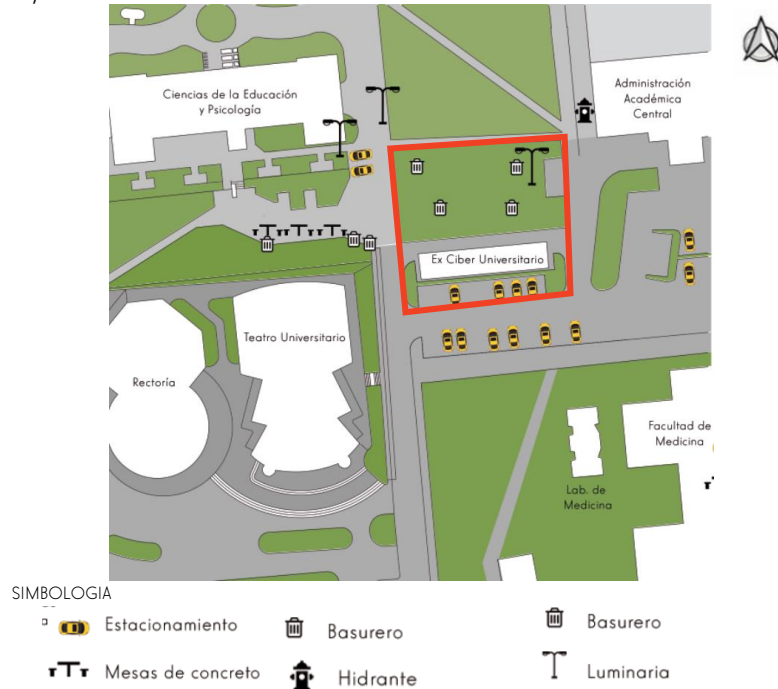 Ciencias de la Educación
y Psicología
Administración
Académica
Central
Ex Ciber Universitario
Teatro Universitario
Rectoría
Facultad de
Medicina
Lab. de
Medicina
SIMBOLOGIA
Estacionamiento
Basurero
Basurero
Mesas de concreto
Hidrante
Luminaria